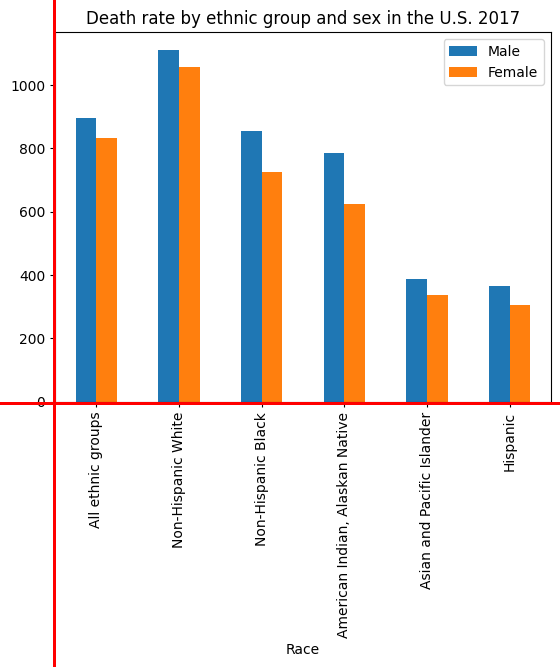 Death rate by ethnic group and sex in the U.S. 2017
Male
Female
1000
800
600
400
200
0
All ethnic groups
Non-Hispanic White
Non-Hispanic Black
American Indian, Alaskan Native
Asian and Pacific Islander
Hispanic
Race